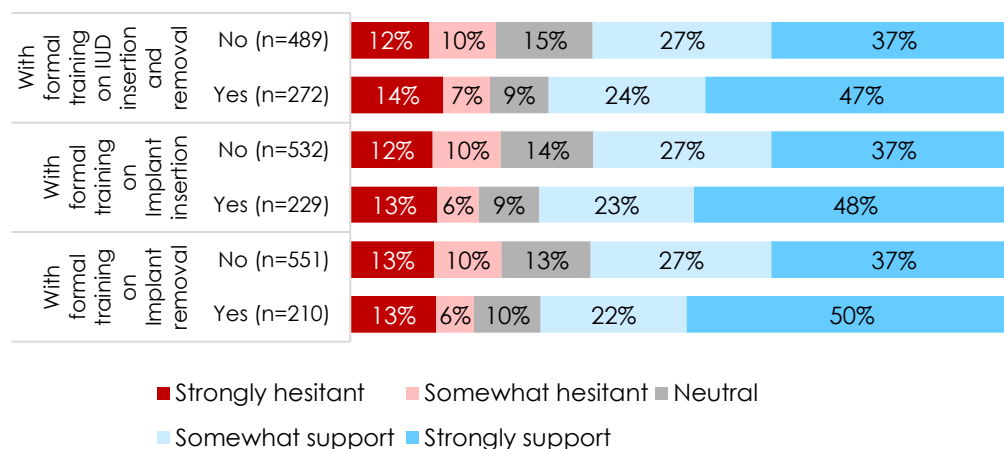 With
formal
training
on IUD
insertion
and
removal
No (n=489)
12% 10% 15% 27% 37%
Yes (n=272)
14% 7% 9% 24% 47%
With
formal
training
on
Implant
insertion
No (n=532)
12% 10% 14% 27% 37%
Yes (n=229)
13% 6% 9% 23% 48%
With
formal
training
on
Implant
removal
No (n=551)
13% 10% 13% 27% 37%
Yes (n=210)
13% 6% 10% 22% 50%
Strongly hesitant Somewhat hesitant Neutral
Somewhat support Strongly support